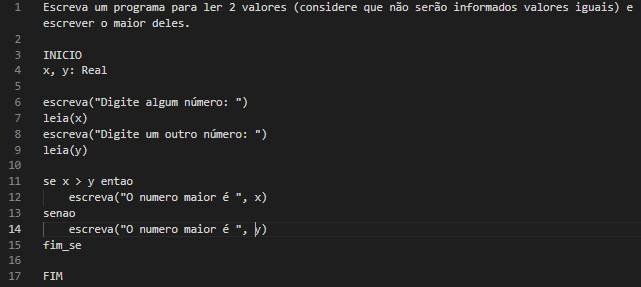 1 Escreva um programa para ler 2 valores (considere que não serão informados valores iguais) e
escrever o maior deles.
2
3 INICIO
4 x, y: Real
5
6 escreva("Digite algum número: ")
7 leia(x)
8 escreva("Digite um outro número: ")
9 leia(y)
10
11 se x > y entao
12 escreva("O numero maior é ", x)
13 senao
14 escreva("O numero maior é ", y)
15 fim_se
16
17 FIM